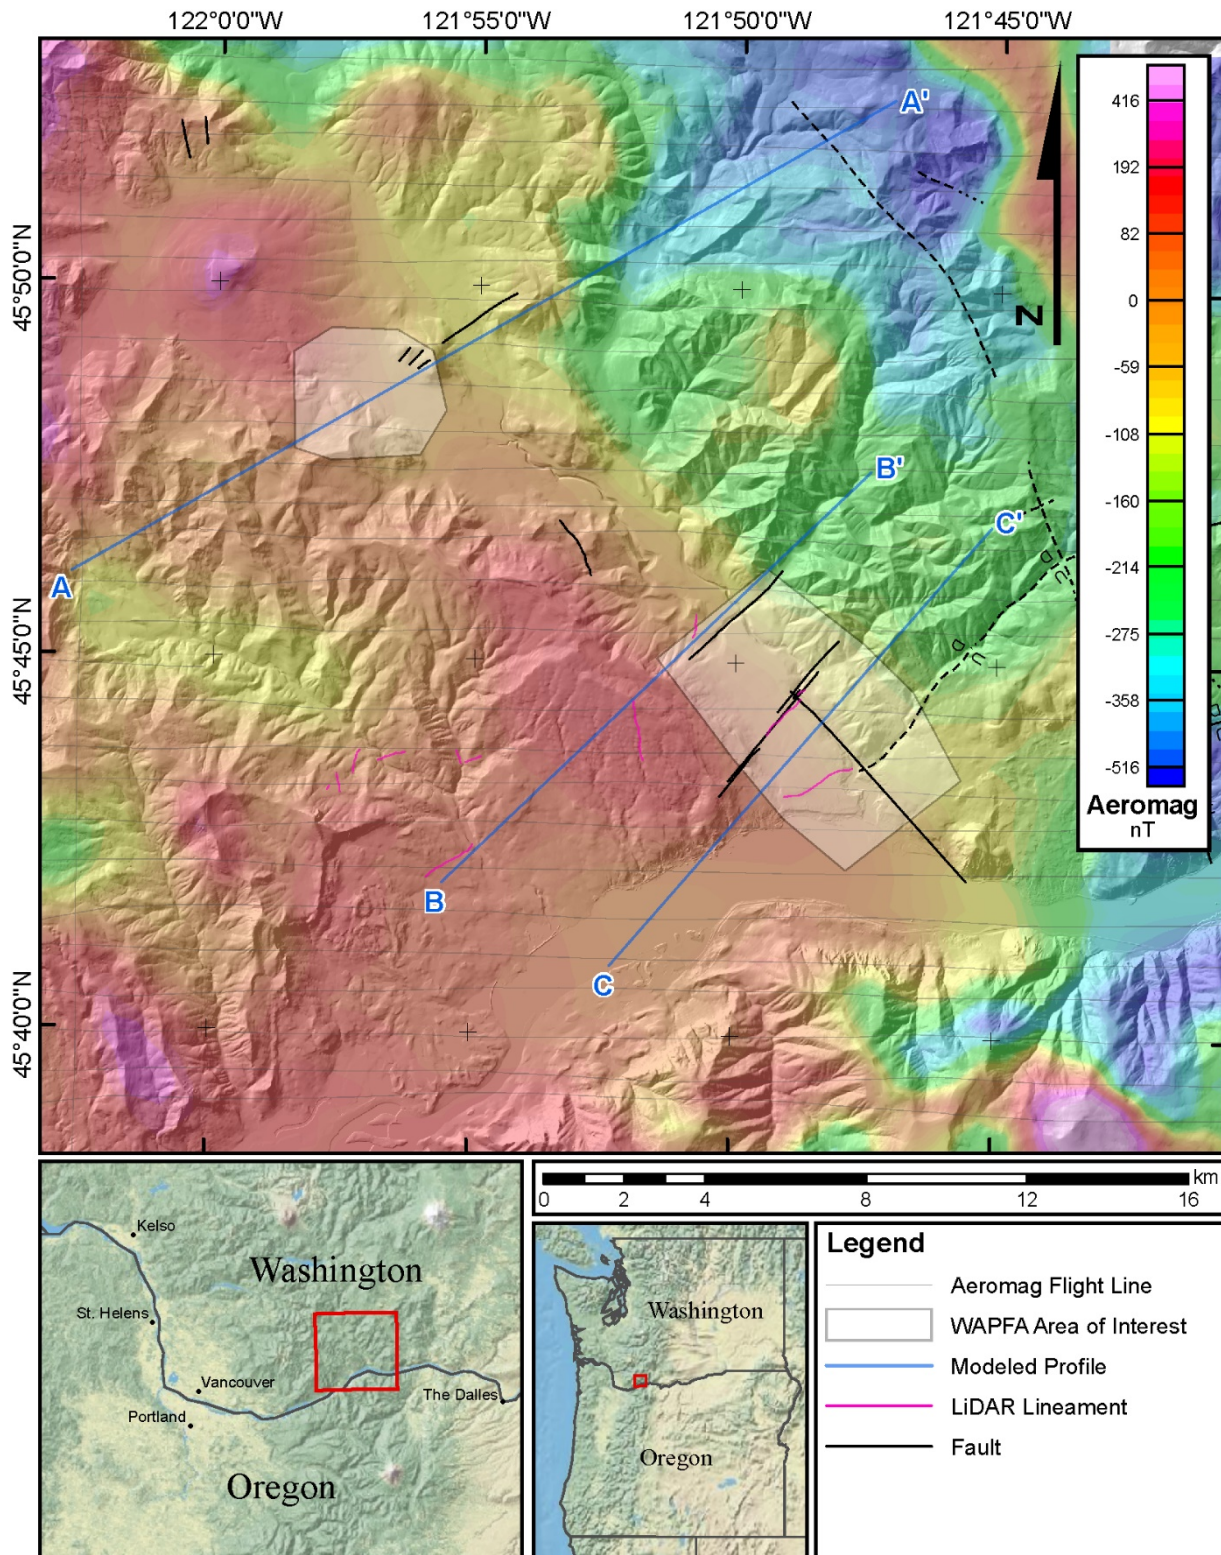 122°0'0"W
121°55'0"W
121°50'0"W
121°45'0"W
45°50'0"N
45°45'0"N
45°40'0"N
A
A'
B
B'
C
C'
D
U
D
U
N
416
192
82
0
-59
-108
-160
-214
-275
-358
-516
Aeromag
nT
Kelso
St. Helens
Vancouver
Portland
The Dalles
Washington
Oregon
km
0 2 4 8 12 16
Washington
Oregon
Legend
Aeromag Flight Line
WAPFA Area of Interest
Modeled Profile
LiDAR Lineament
Fault